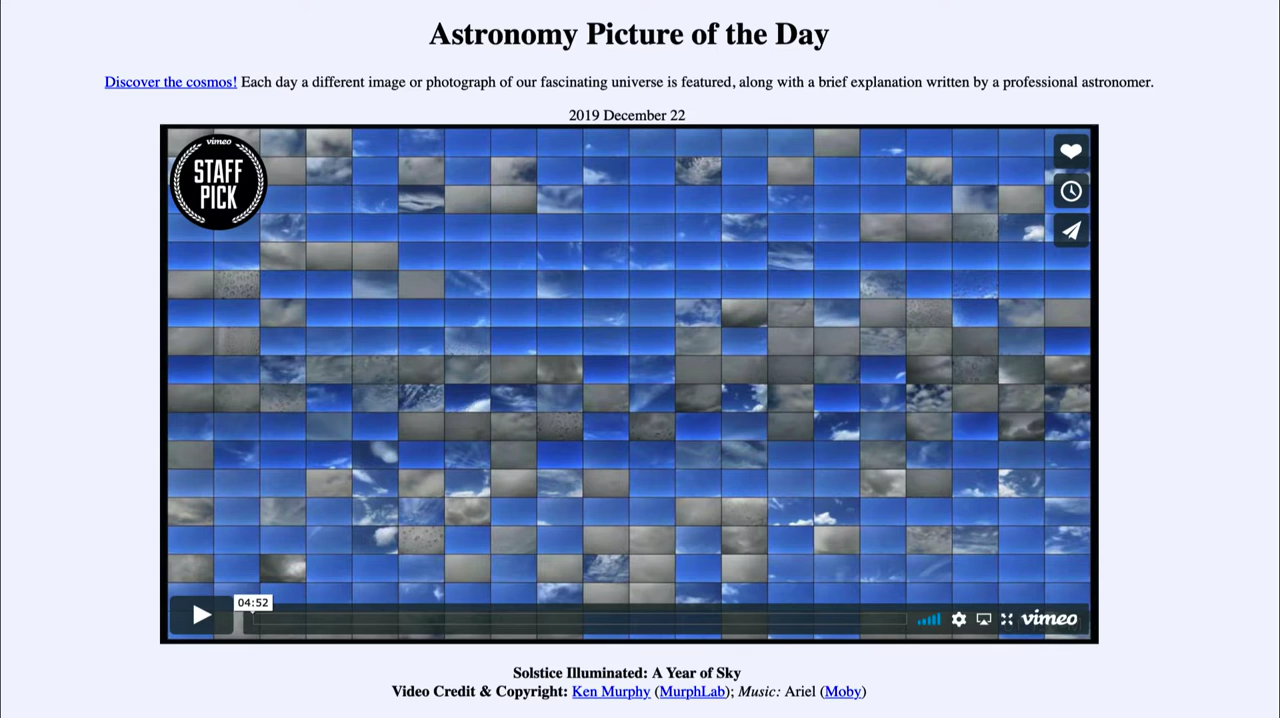 Astronomy Picture of the Day
Discover the cosmos! Each day a different image or photograph of our fascinating universe is featured, along with a brief explanation written by a professional astronomer.
2019 December 22
vimeo
STAFF
PICK
04:52
vimeo
Solstice Illuminated: A Year of Sky
Video Credit & Copyright: Ken Murphy (MurphLab); Music: Ariel (Moby)